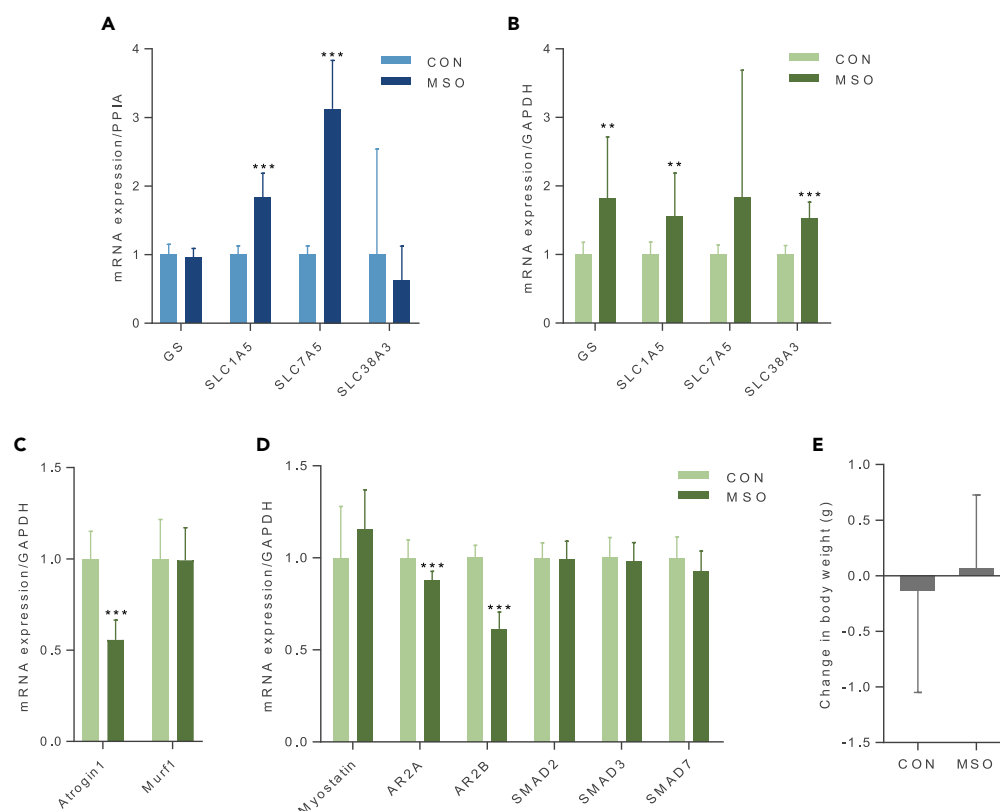 A
mRNA expression/PPIA
4
3
2
1
0
***
***
CON
MSO
GS
SLC1A5
SLC7A5
SLC38A3
B
mRNA expression/GAPDH
4
3
2
1
0
**
**
***
CON
MSO
GS
SLC1A5
SLC7A5
SLC38A3
C
mRNA expression/GAPDH
1.5
1.0
0.5
0.0
***
Atrogin1
Murf1
D
mRNA expression/GAPDH
1.5
1.0
0.5
0.0
***
***
CON
MSO
Myostatin
AR2A
AR2B
SMAD2
SMAD3
SMAD7
E
Change in body weight (g)
1.0
0.5
0.0
-0.5
-1.0
-1.5
CON
MSO